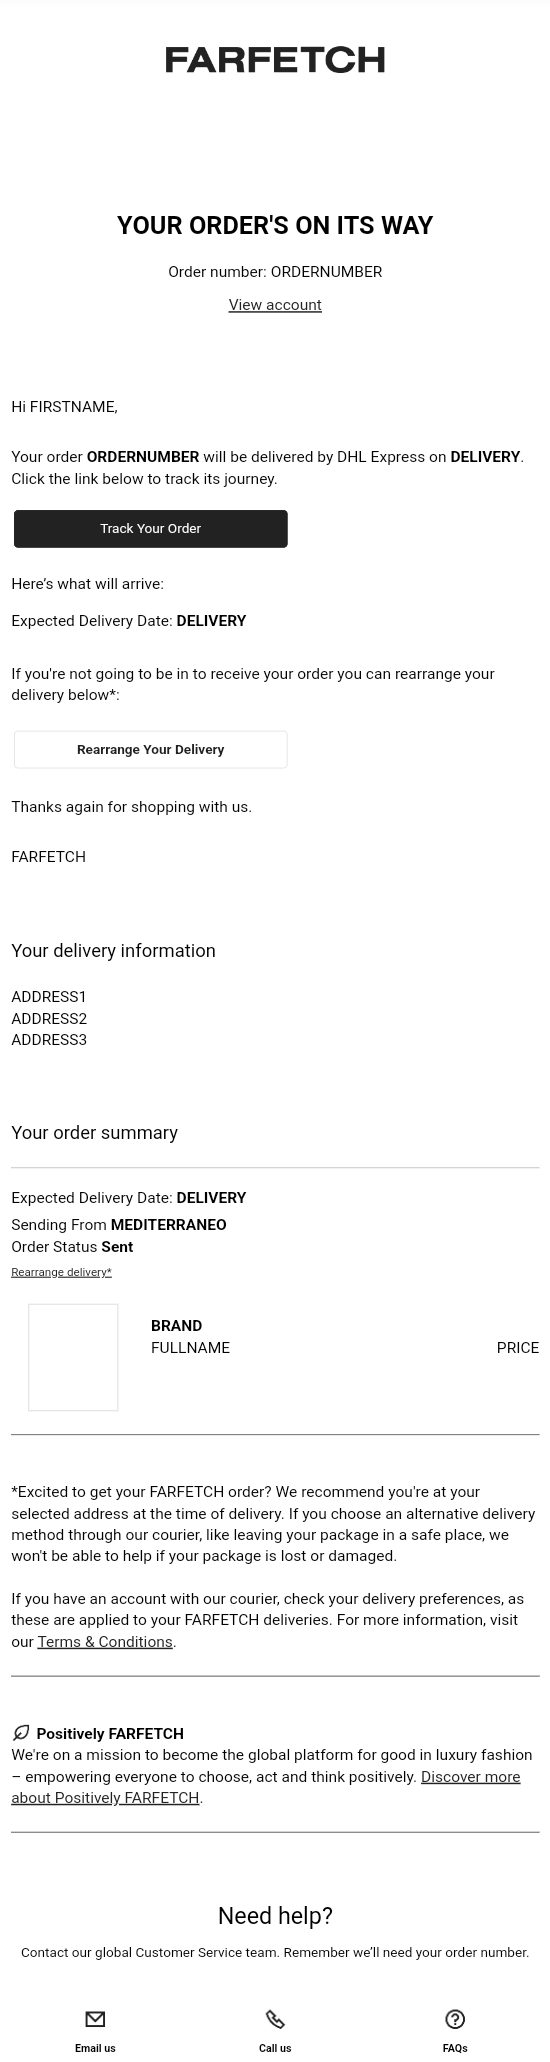 FARFETCH
YOUR ORDER'S ON ITS WAY
Order number: ORDERNUMBER
View account
Hi FIRSTNAME,
Your order ORDERNUMBER will be delivered by DHL Express on DELIVERY.
Click the link below to track its journey.
Track Your Order
Here’s what will arrive:
Expected Delivery Date: DELIVERY
If you're not going to be in to receive your order you can rearrange your
delivery below*:
Rearrange Your Delivery
Thanks again for shopping with us.
FARFETCH
Your delivery information
ADDRESS1
ADDRESS2
ADDRESS3
Your order summary
Expected Delivery Date: DELIVERY
Sending From MEDITERRANEO
Order Status Sent
Rearrange delivery*
BRAND
FULLNAME PRICE
*Excited to get your FARFETCH order? We recommend you're at your
selected address at the time of delivery. If you choose an alternative delivery
method through our courier, like leaving your package in a safe place, we
won't be able to help if your package is lost or damaged.
If you have an account with our courier, check your delivery preferences, as
these are applied to your FARFETCH deliveries. For more information, visit
our Terms & Conditions.
Positively FARFETCH
We're on a mission to become the global platform for good in luxury fashion
– empowering everyone to choose, act and think positively. Discover more
about Positively FARFETCH.
Need help?
Contact our global Customer Service team. Remember we’ll need your order number.
Email us Call us FAQs